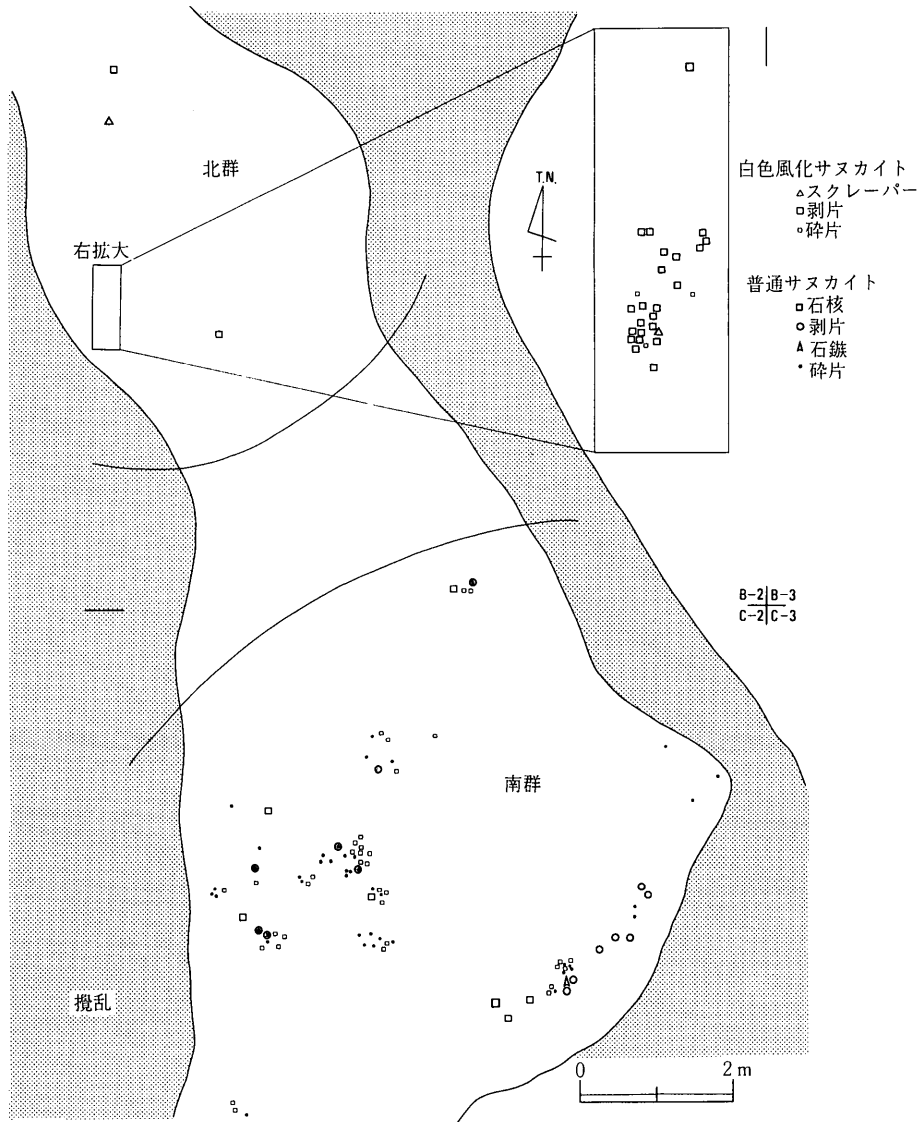 北群
右拡大
T.N.
白色風化サヌカイト
スクレーパー
剥片
砕片
普通サヌカイト
石核
剥片
石鏃
砕片
B-2 B-3
C-2 C-3
南群
攪乱
0 2 m